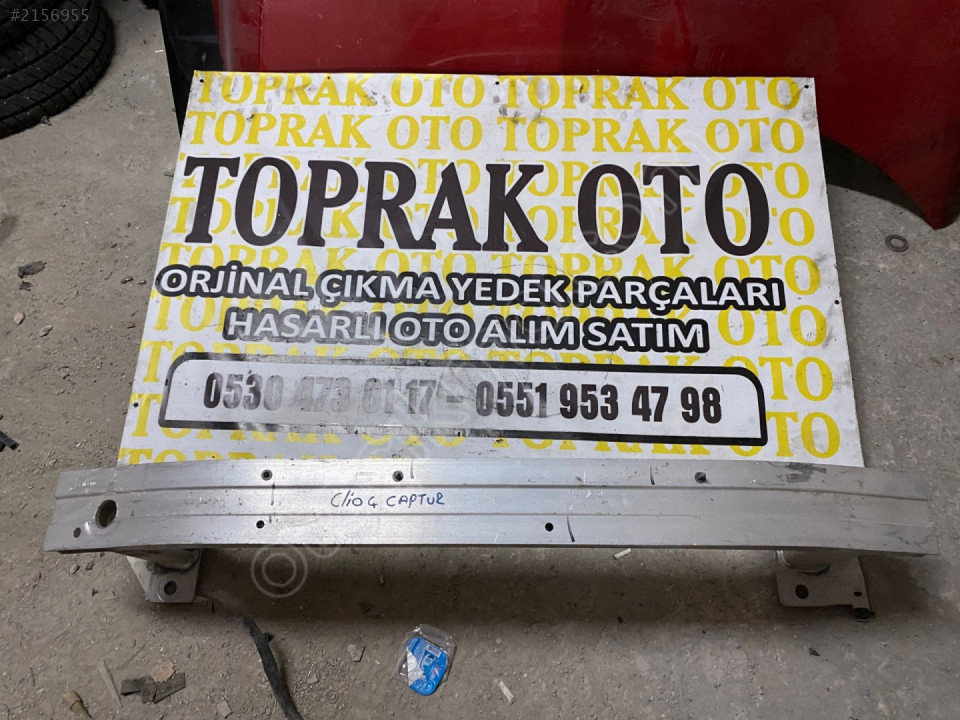 #2156955
TOPRAK OTO TOPRAK OTO
TOPRAK OTO TOPRAK OTO
TOPRAK OTO
ORJİNAL ÇIKMA YEDEK PARÇALARI
HASARLI OTO ALIM SATIM
0530 473 01 17 - 0551 953 47 98
Clio 4 CAPTUR